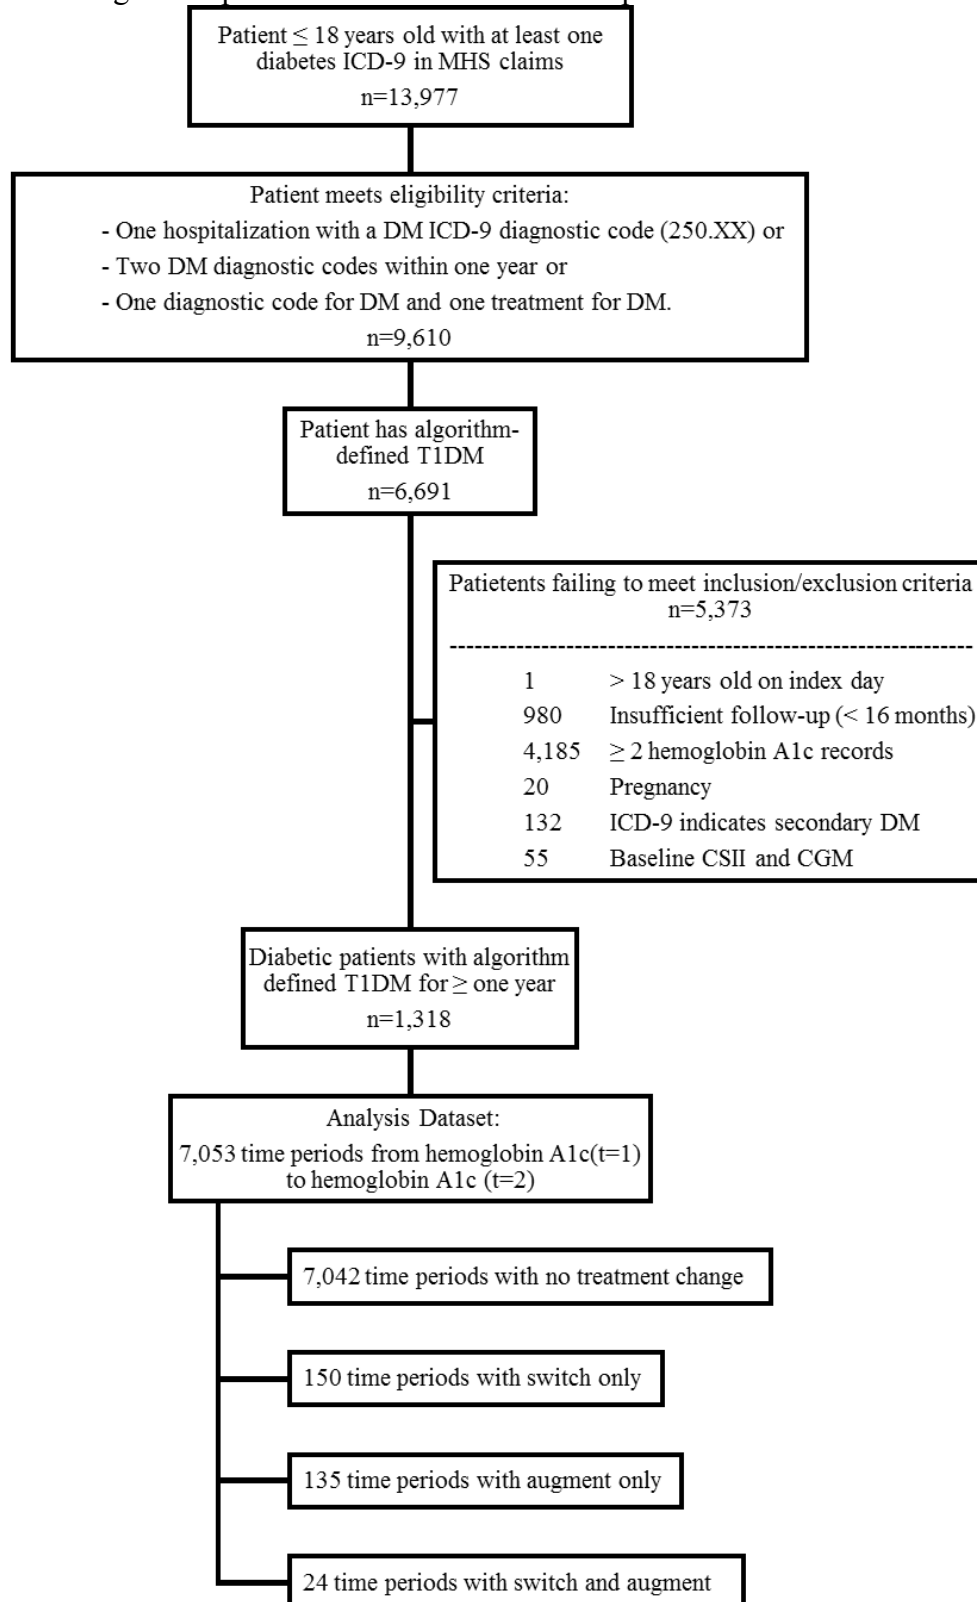 Patient ≤ 18 years old with at least one
diabetes ICD-9 in MHS claims
n=13,977
Patient meets eligibility criteria:
- One hospitalization with a DM ICD-9 diagnostic code (250.XX) or
- Two DM diagnostic codes within one year or
- One diagnostic code for DM and one treatment for DM.
n=9,610
Patient has algorithm-
defined T1DM
n=6,691
Patietents failing to meet inclusion/exclusion criteria
n=5,373
---------------------------------------------------------------
1 > 18 years old on index day
980 Insufficient follow-up (< 16 months)
4,185 ≥ 2 hemoglobin A1c records
20 Pregnancy
132 ICD-9 indicates secondary DM
55 Baseline CSII and CGM
Diabetic patients with algorithm
defined T1DM for ≥ one year
n=1,318
Analysis Dataset:
7,053 time periods from hemoglobin A1c(t=1)
to hemoglobin A1c (t=2)
7,042 time periods with no treatment change
150 time periods with switch only
135 time periods with augment only
24 time periods with switch and augment